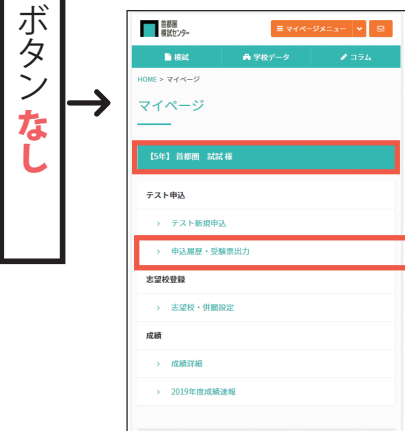 ボタンなし
首都圏
模試センター
マイページメニュー
模試
学校データ
コラム
HOME > マイページ
マイページ
【5年】 首都圏 試試 様
テスト申込
> テスト新規申込
> 申込履歴・受験票出力
志望校登録
> 志望校・併願設定
成績
> 成績詳細
> 2019年度成績速報